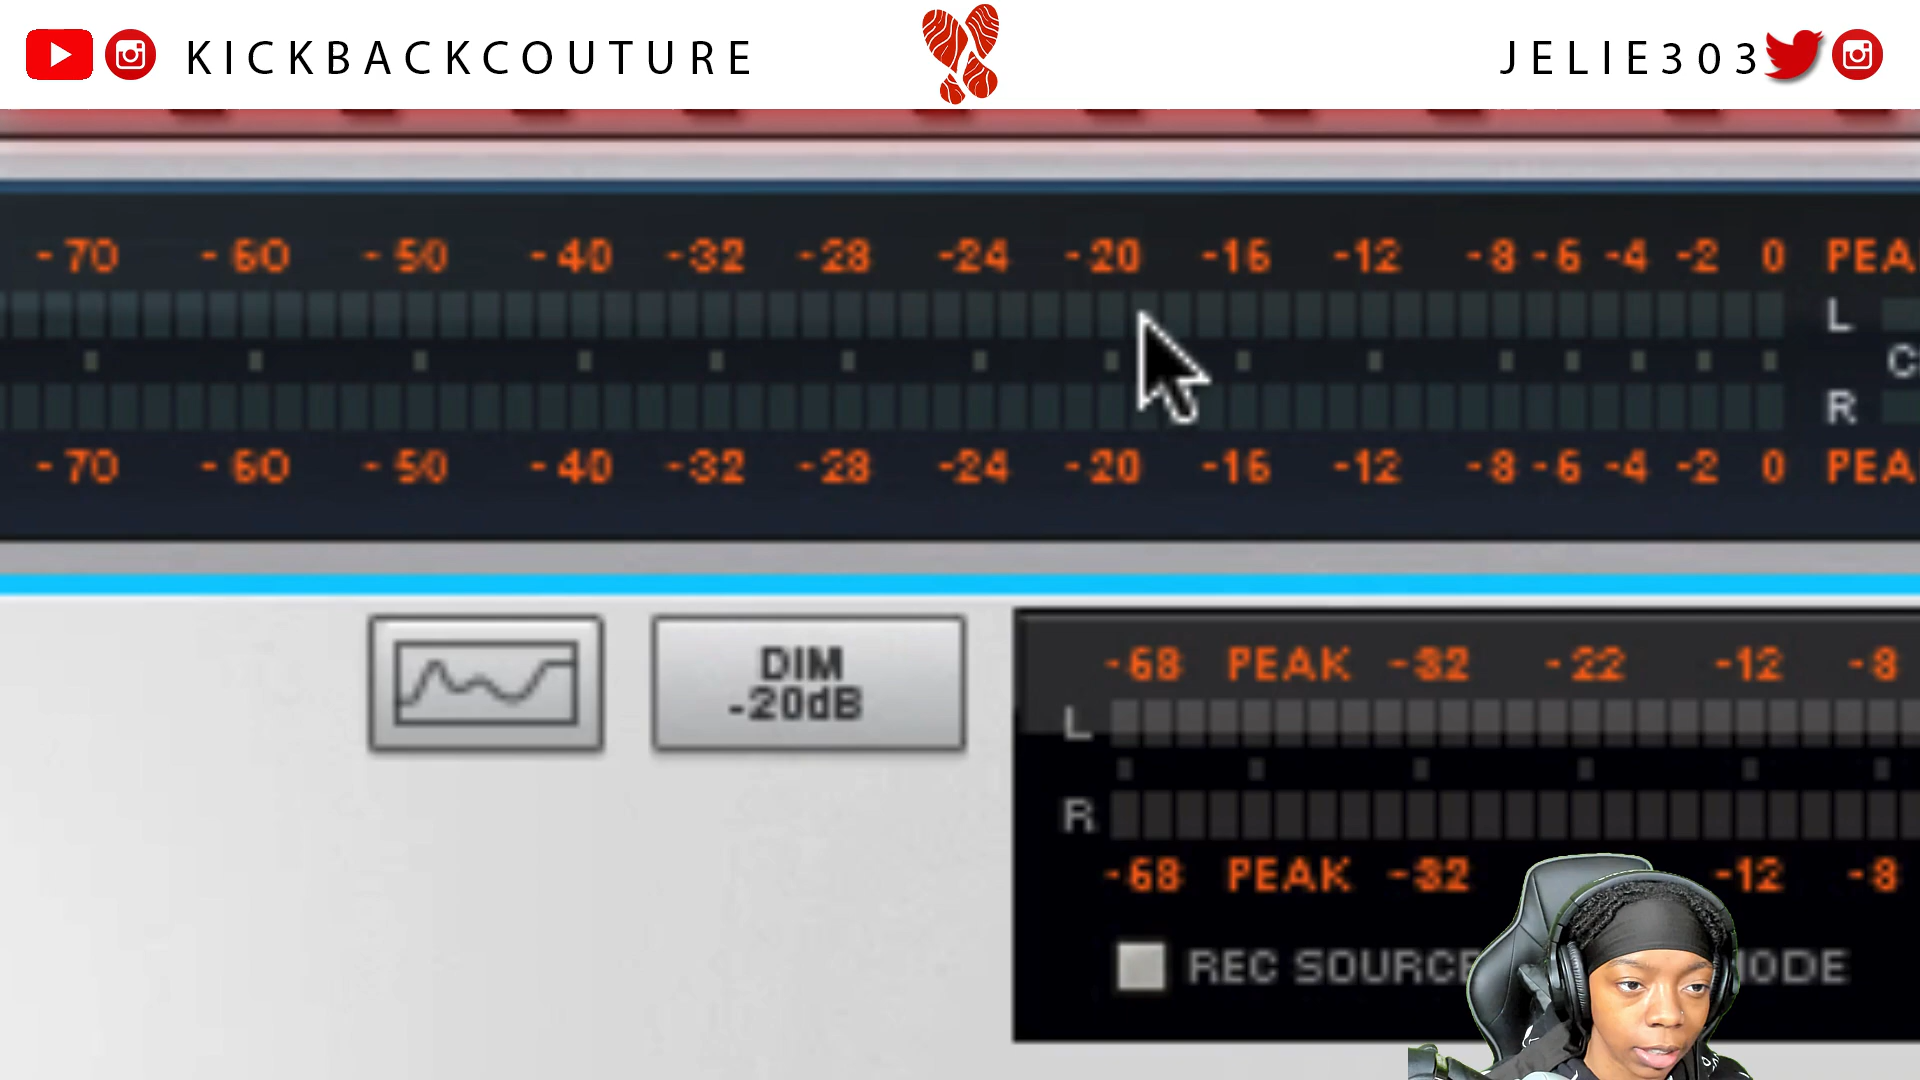 KICKBACKCOUTURE
JELIE303
-70 -60 -50 -40 -32 -28 -24 -20 -16 -12 -8 -6 -4 -2 0 PEA
L
C
R
-70 -60 -50 -40 -32 -28 -24 -20 -16 -12 -8 -6 -4 -2 0 PEA
DIM
-20dB
-68 PEAK -32 -22 -12 -8
L
R
-68 PEAK -32 -12 -8
REC SOURCE ODE